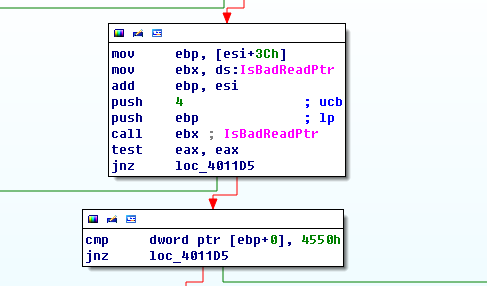 mov ebp, [esi+3Ch]
mov ebx, ds:IsBadReadPtr
add ebp, esi
push 4 ; ucb
push ebp ; lp
call ebx ; IsBadReadPtr
test eax, eax
jnz loc_4011D5
cmp dword ptr [ebp+0], 4550h
jnz loc_4011D5